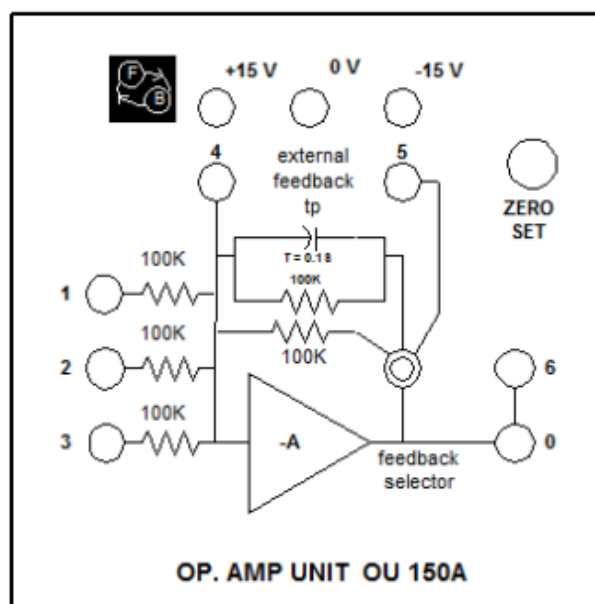 F
B
+15 V
0 V
-15 V
4
external
feedback
tp
5
ZERO
SET
T = 0.1 S
100K
100K
1
100K
100K
2
100K
3
-A
6
0
feedback
selector
OP. AMP UNIT OU 150A